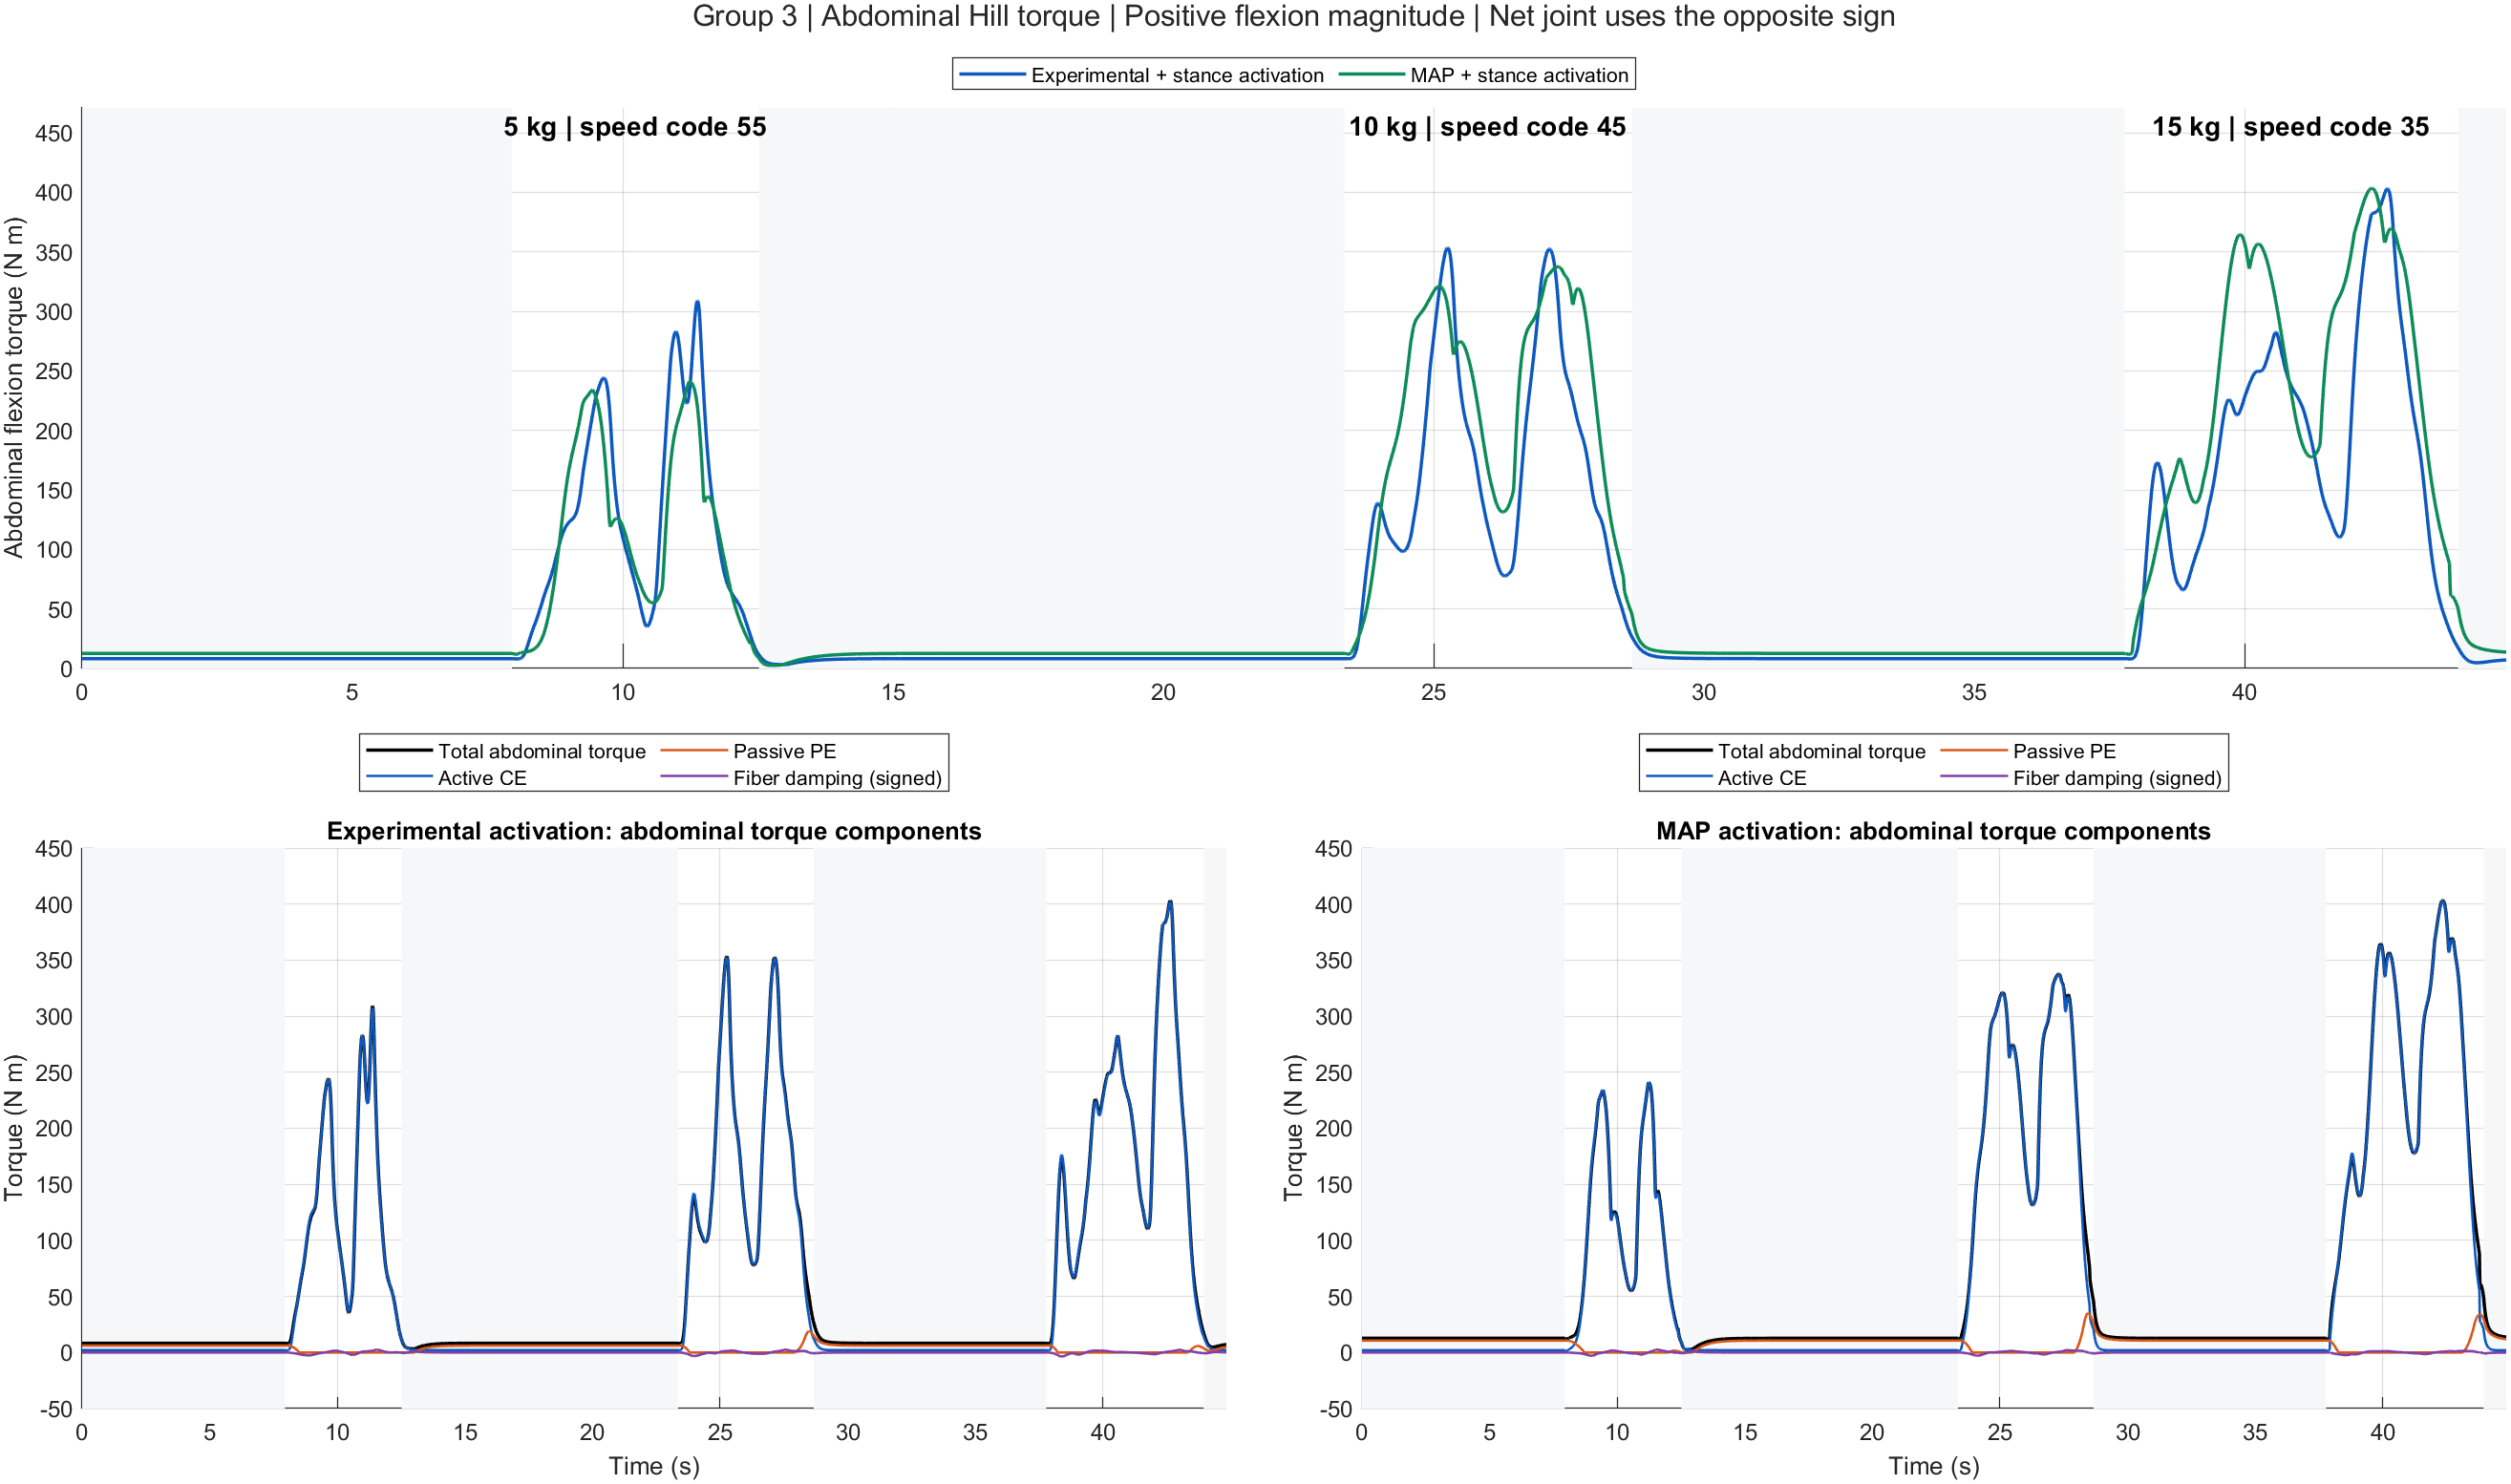 Group 3 | Abdominal Hill torque | Positive flexion magnitude | Net joint uses the opposite sign
Experimental + stance activation MAP + stance activation
5 kg | speed code 55 10 kg | speed code 45 15 kg | speed code 35
Abdominal flexion torque (N m)
450
400
350
300
250
200
150
100
50
0
0 5 10 15 20 25 30 35 40
Total abdominal torque Passive PE
Active CE Fiber damping (signed)
Experimental activation: abdominal torque components
Torque (N m)
450
400
350
300
250
200
150
100
50
0
-50
0 5 10 15 20 25 30 35 40
Time (s)
Total abdominal torque Passive PE
Active CE Fiber damping (signed)
MAP activation: abdominal torque components
Torque (N m)
450
400
350
300
250
200
150
100
50
0
-50
0 5 10 15 20 25 30 35 40
Time (s)